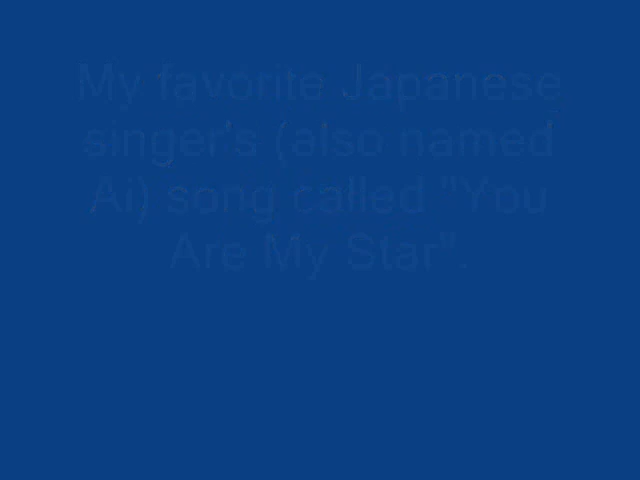 My favorite Japanese
singer's (also named
Ai) song called "You
Are My Star".